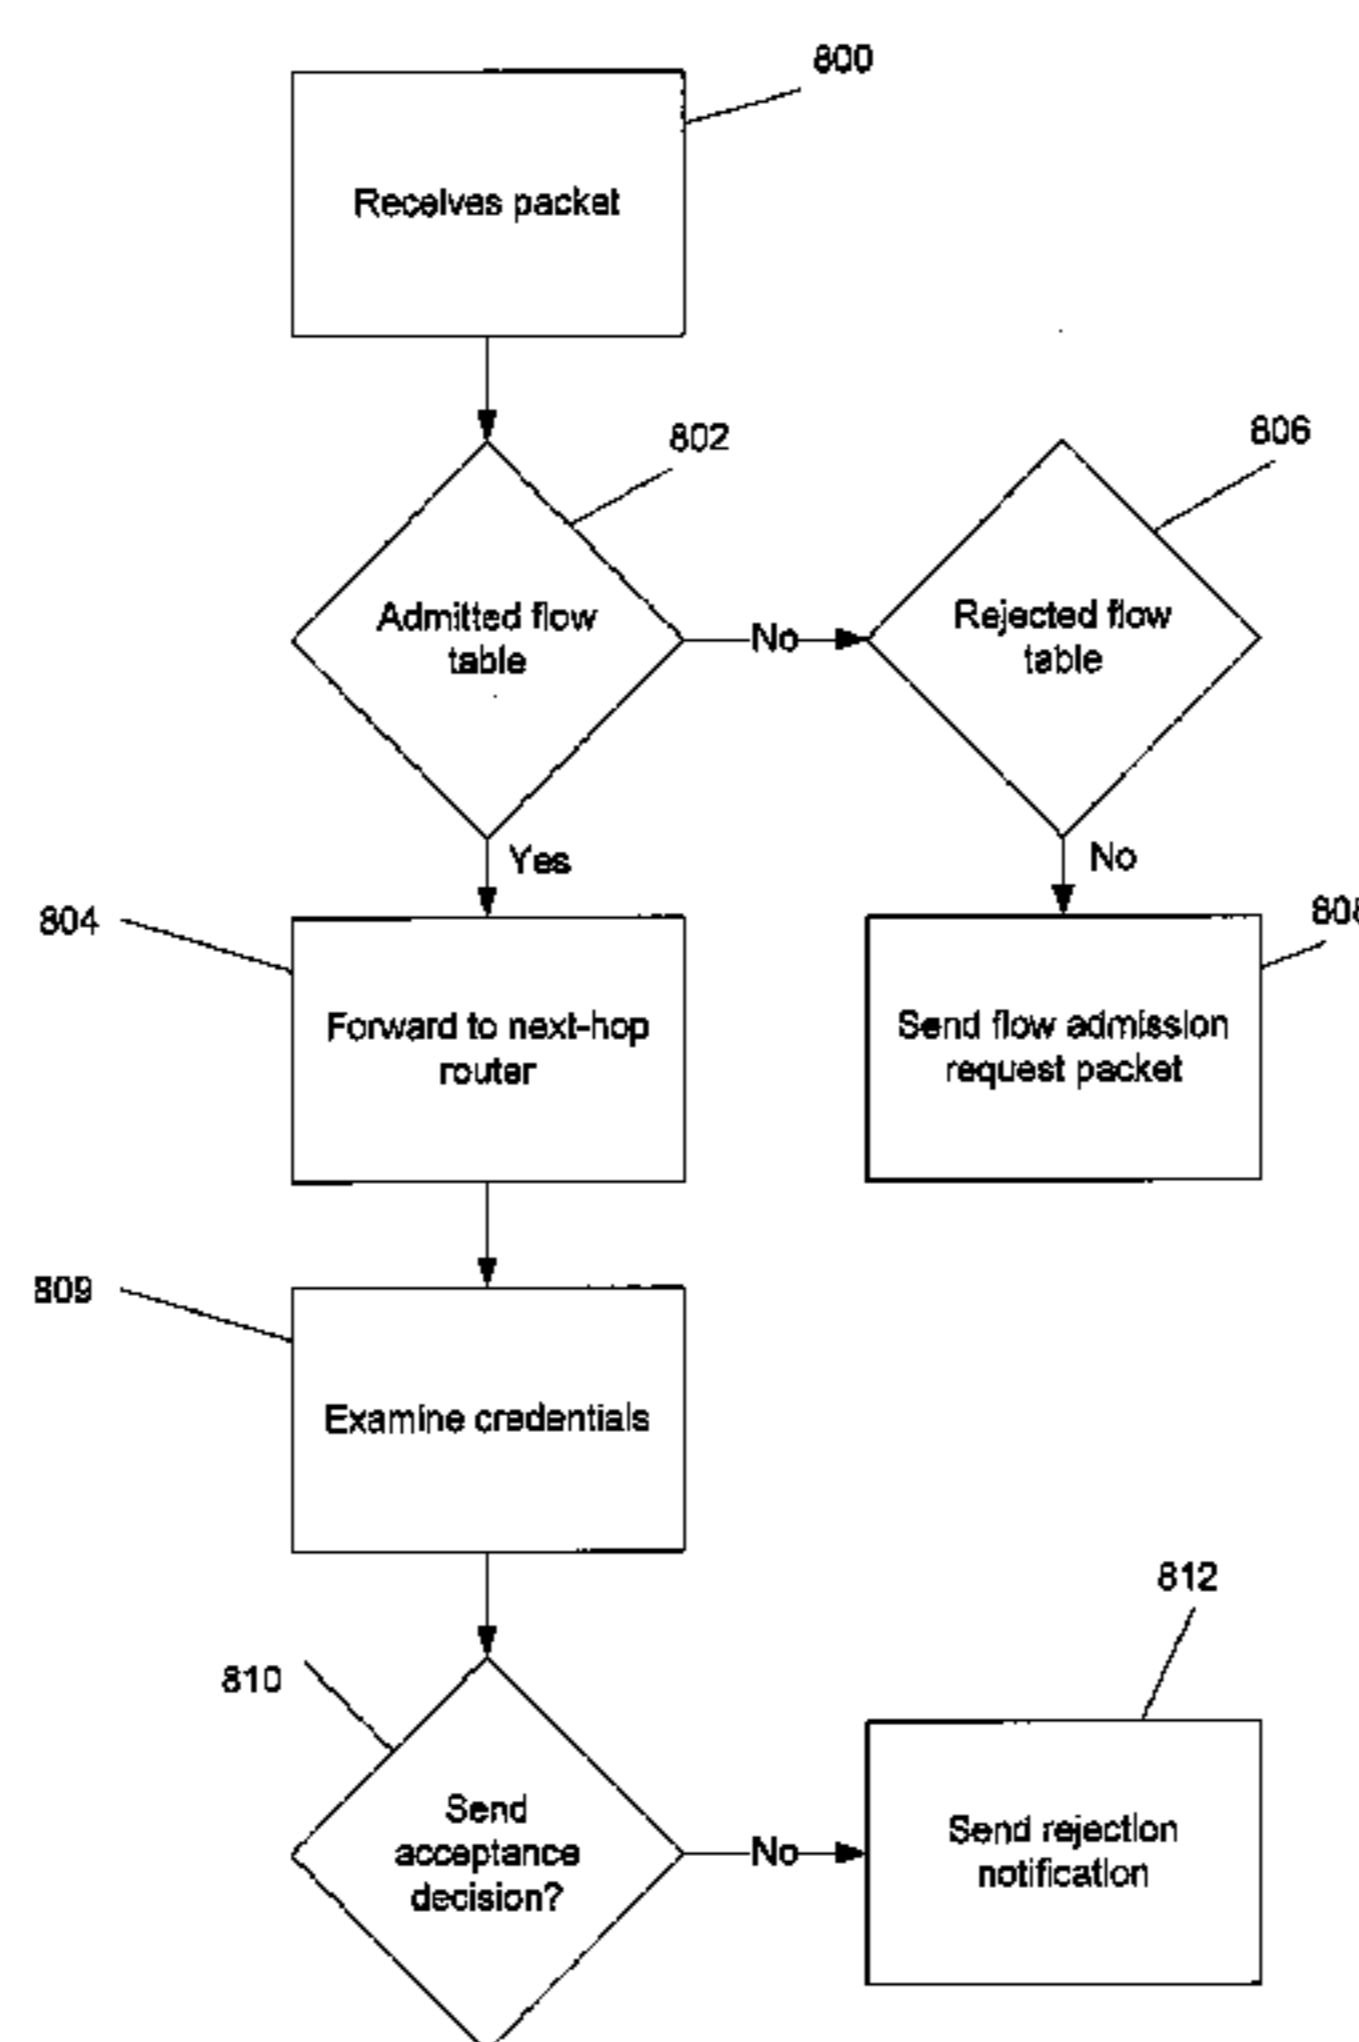 800
Receives packet
802
806
Admitted flow
table
No
Rejected flow
table
Yes
No
804
808
Forward to next-hop
router
Send flow admission
request packet
809
Examine credentials
812
810
Send
acceptance
decision?
No
Send rejection
notification